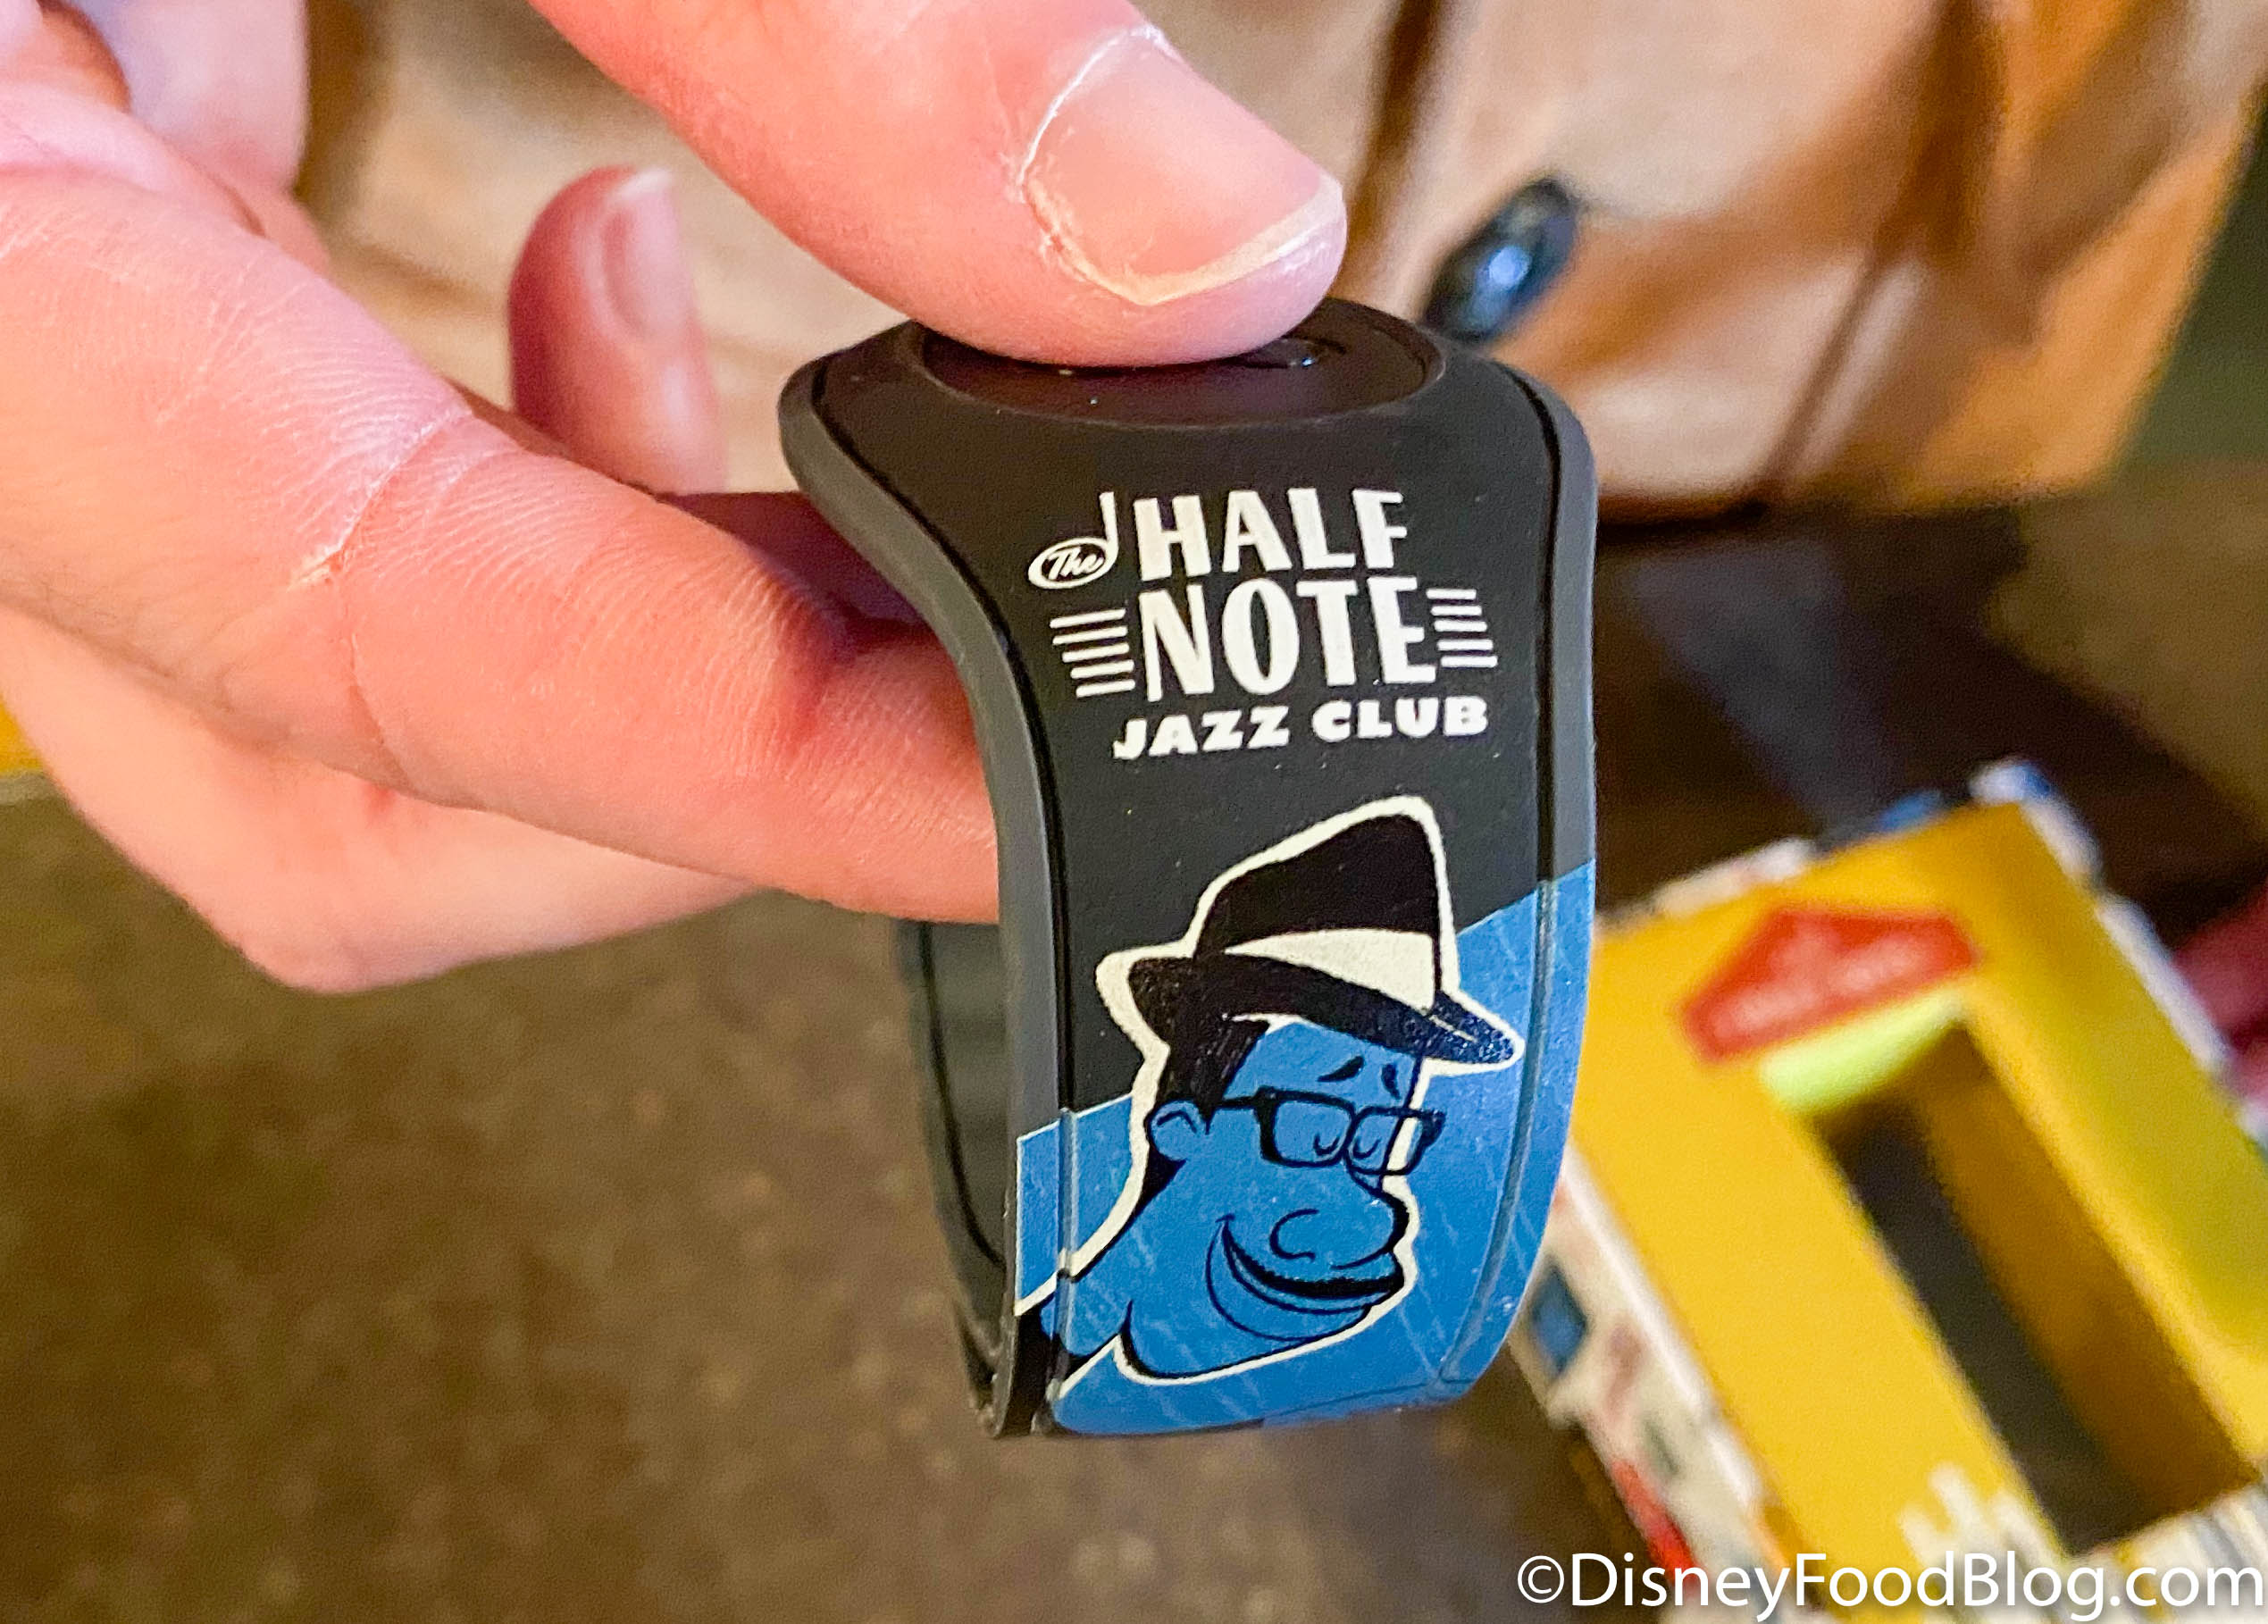 The HALF
NOTE
JAZZ CLUB
©DisneyFoodBlog.com